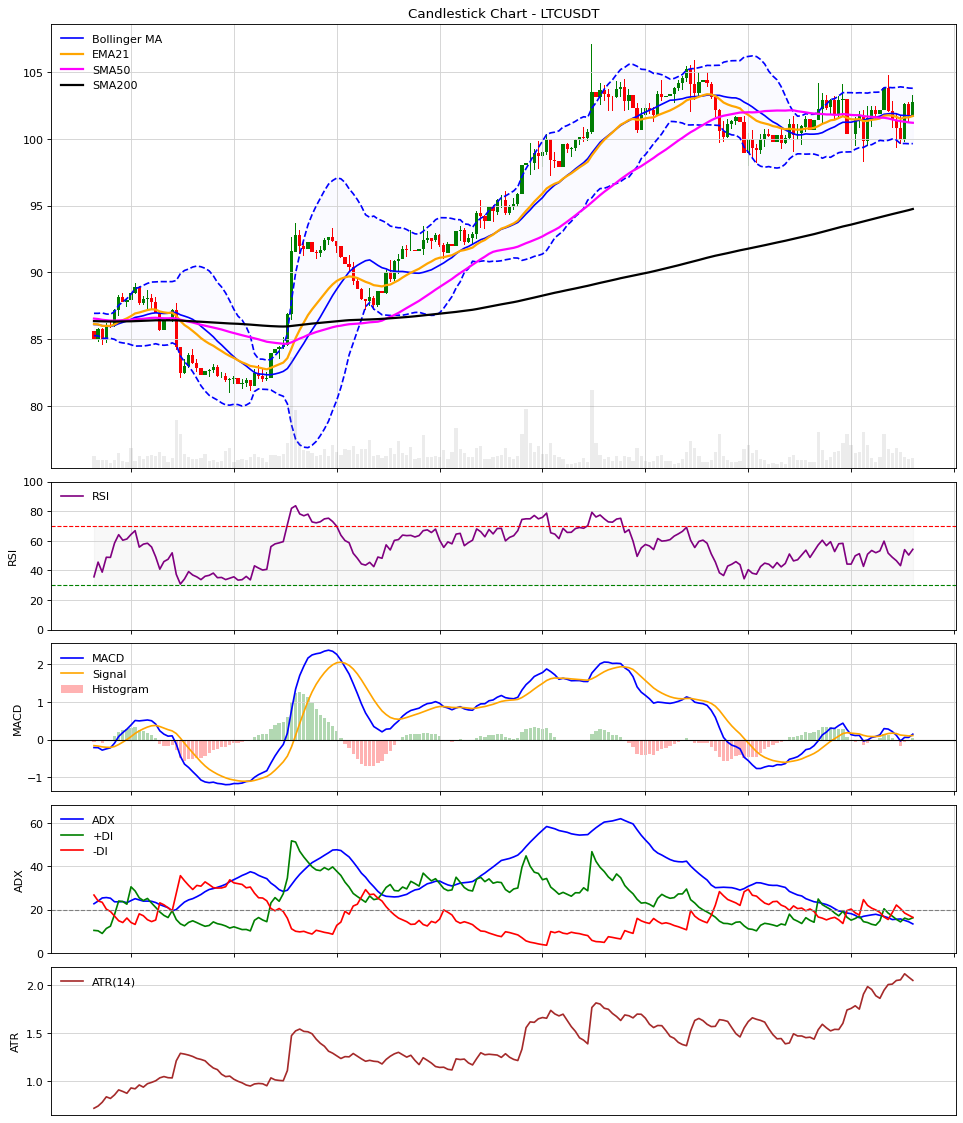 Candlestick Chart - LTCUSDT
Bollinger MA
EMA21
SMA50
SMA200
105
100
95
90
85
80
RSI
RSI
100
80
60
40
20
0
MACD
Signal
Histogram
MACD
2
1
0
−1
ADX
+DI
-DI
ADX
60
40
20
0
ATR(14)
ATR
2.0
1.5
1.0